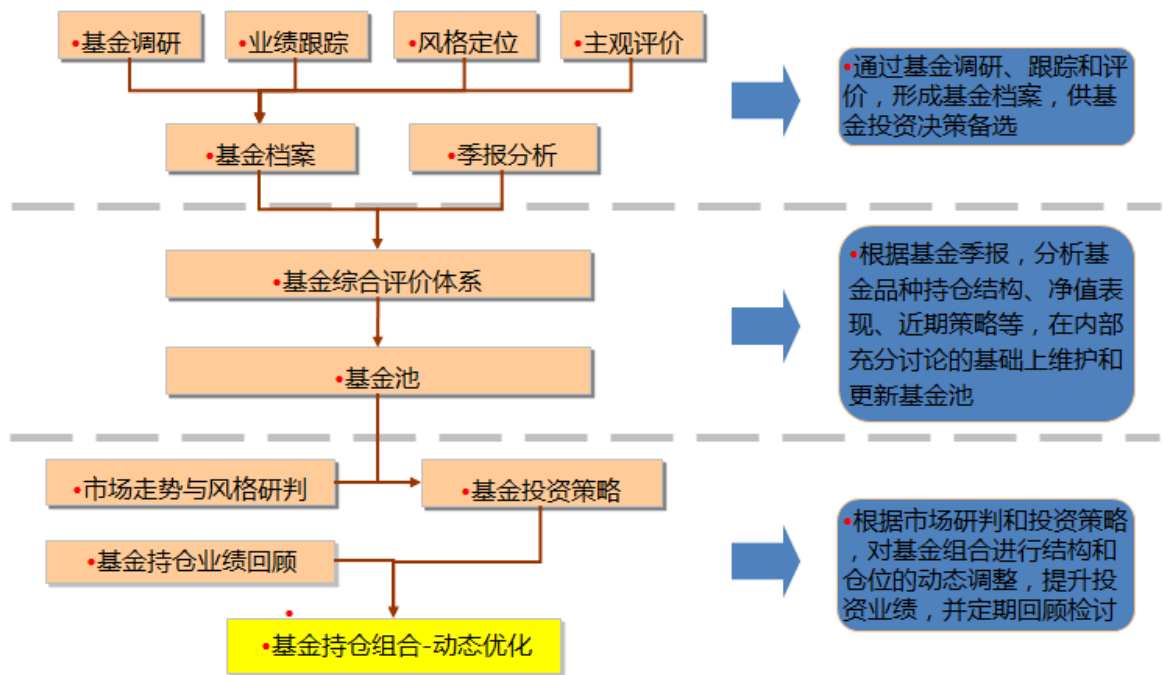 •基金调研
•业绩跟踪
•风格定位
•主观评价
•通过基金调研、跟踪和评
价，形成基金档案，供基
金投资决策备选
•基金档案
•季报分析
•基金综合评价体系
•根据基金季报，分析基
金品种持仓结构、净值表
现、近期策略等，在内部
充分讨论的基础上维护和
更新基金池
•基金池
•市场走势与风格研判
•基金投资策略
•根据市场研判和投资策略
，对基金组合进行结构和
仓位的动态调整，提升投
资业绩，并定期回顾检讨
•基金持仓业绩回顾
•
•基金持仓组合-动态优化